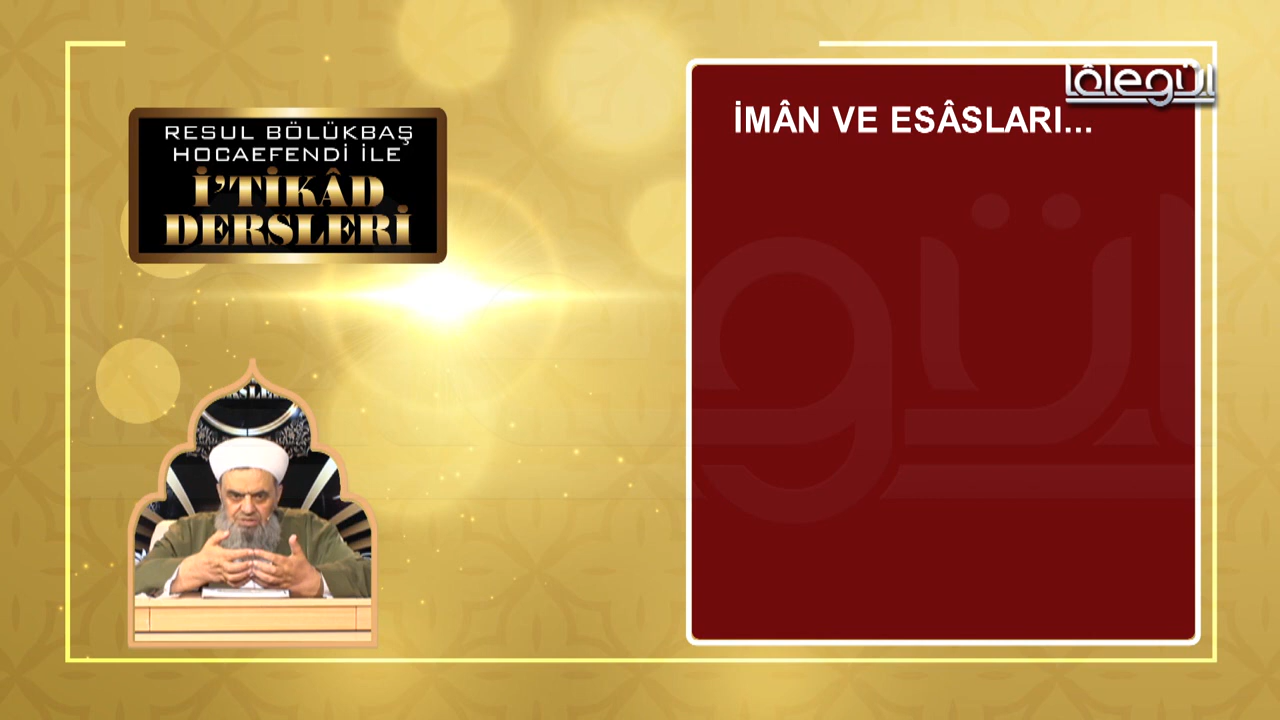 RESUL BÖLÜKBAŞ
HOCAEFENDİ İLE
İ'TİKÂD
DERSLERİ
lâlegül
İMÂN VE ESÂSLARI...